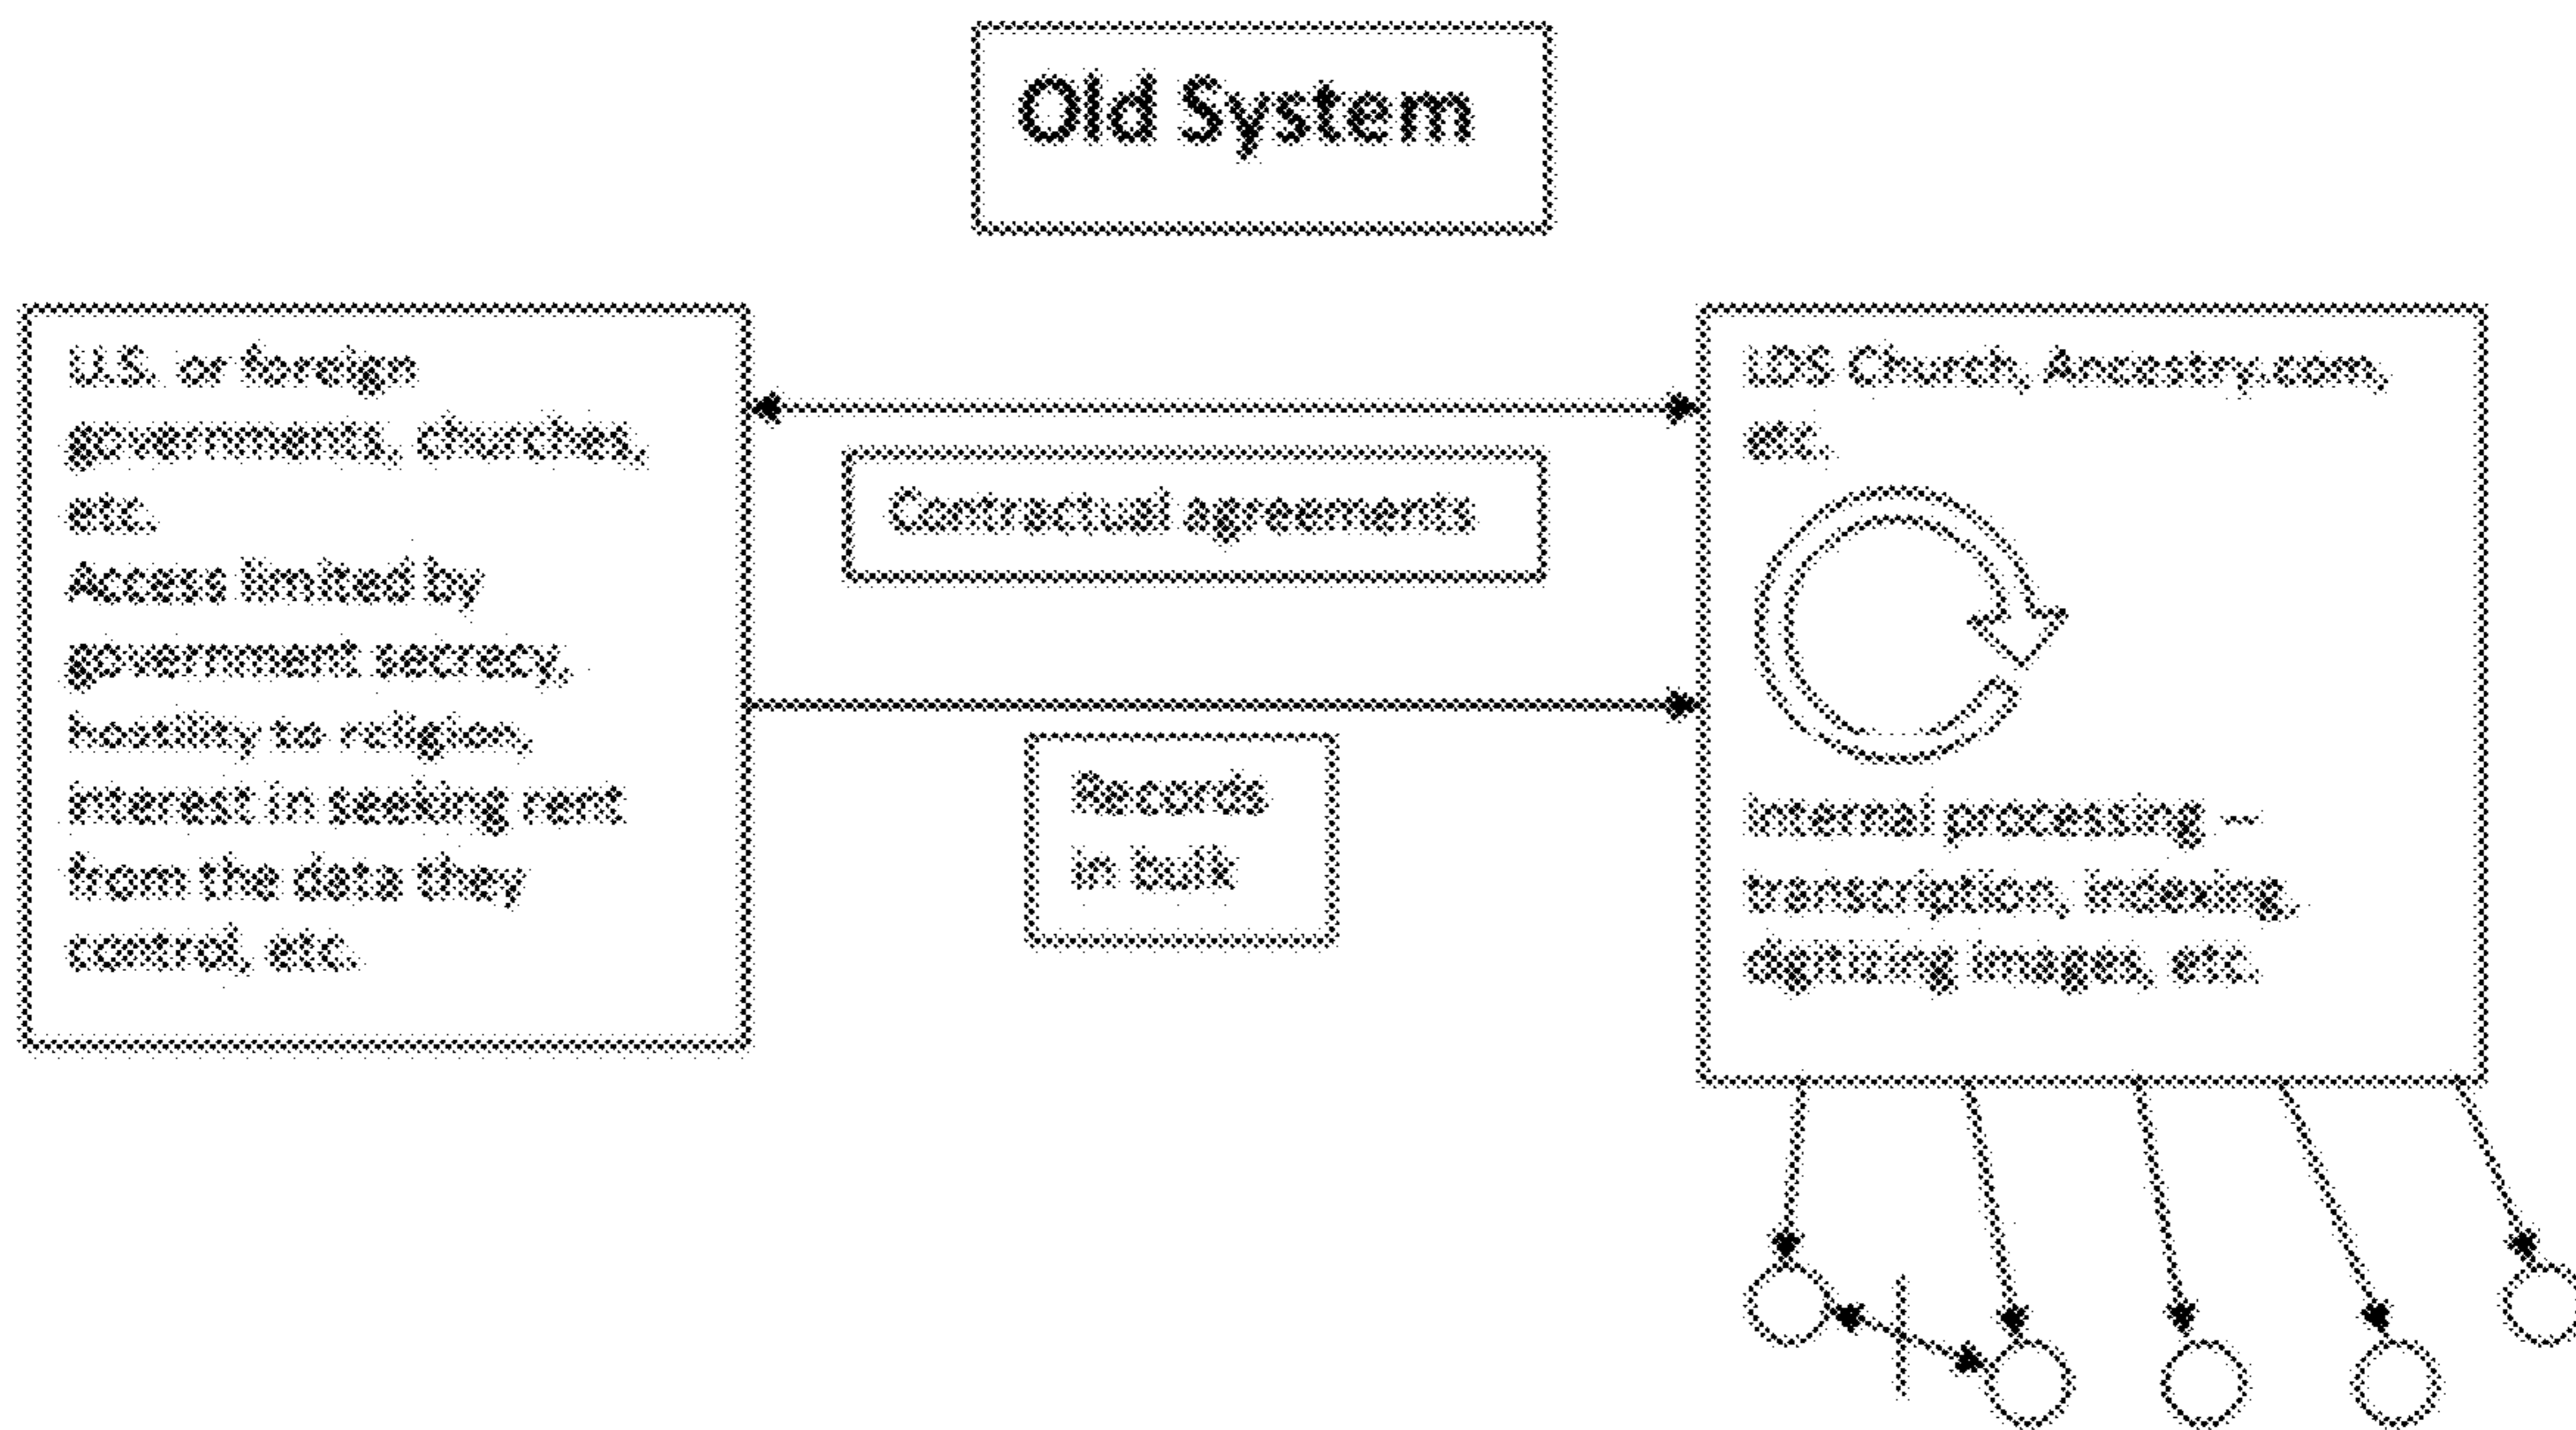 Old System
U.S. or foreign
governments, churches,
etc.
Access limited by
government secrecy,
hostility to religion,
interest in seeking rent
from the data they
control, etc.
Contractual agreements
Records
in bulk
LDS Church, Ancestry.com,
etc.
Internal processing –
transcription, indexing,
digitizing images, etc.